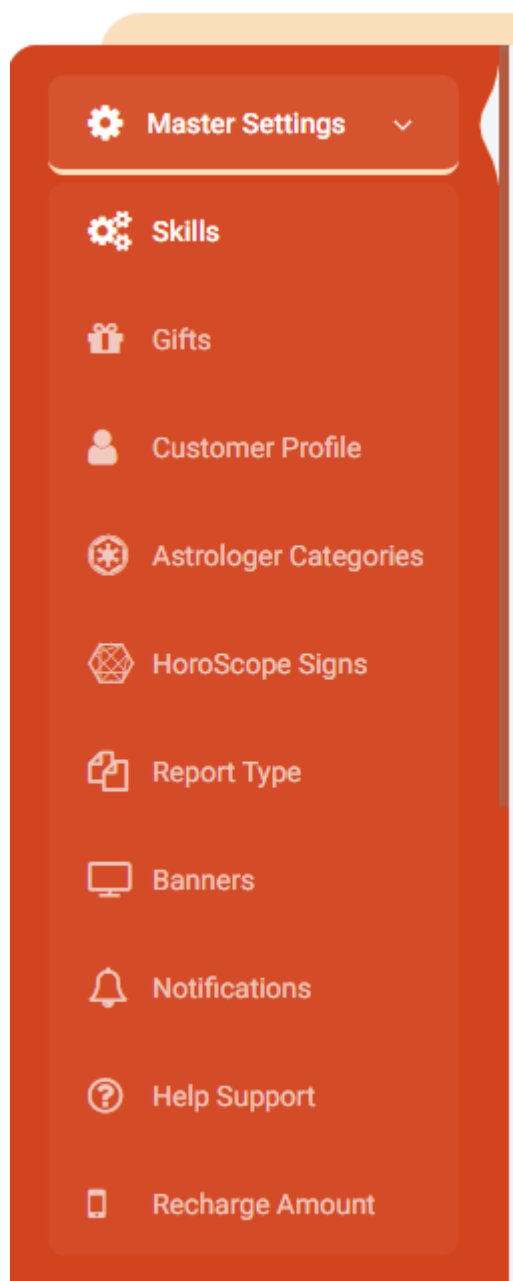 Master Settings
Skills
Gifts
Customer Profile
Astrologer Categories
HoroScope Signs
Report Type
Banners
Notifications
Help Support
Recharge Amount